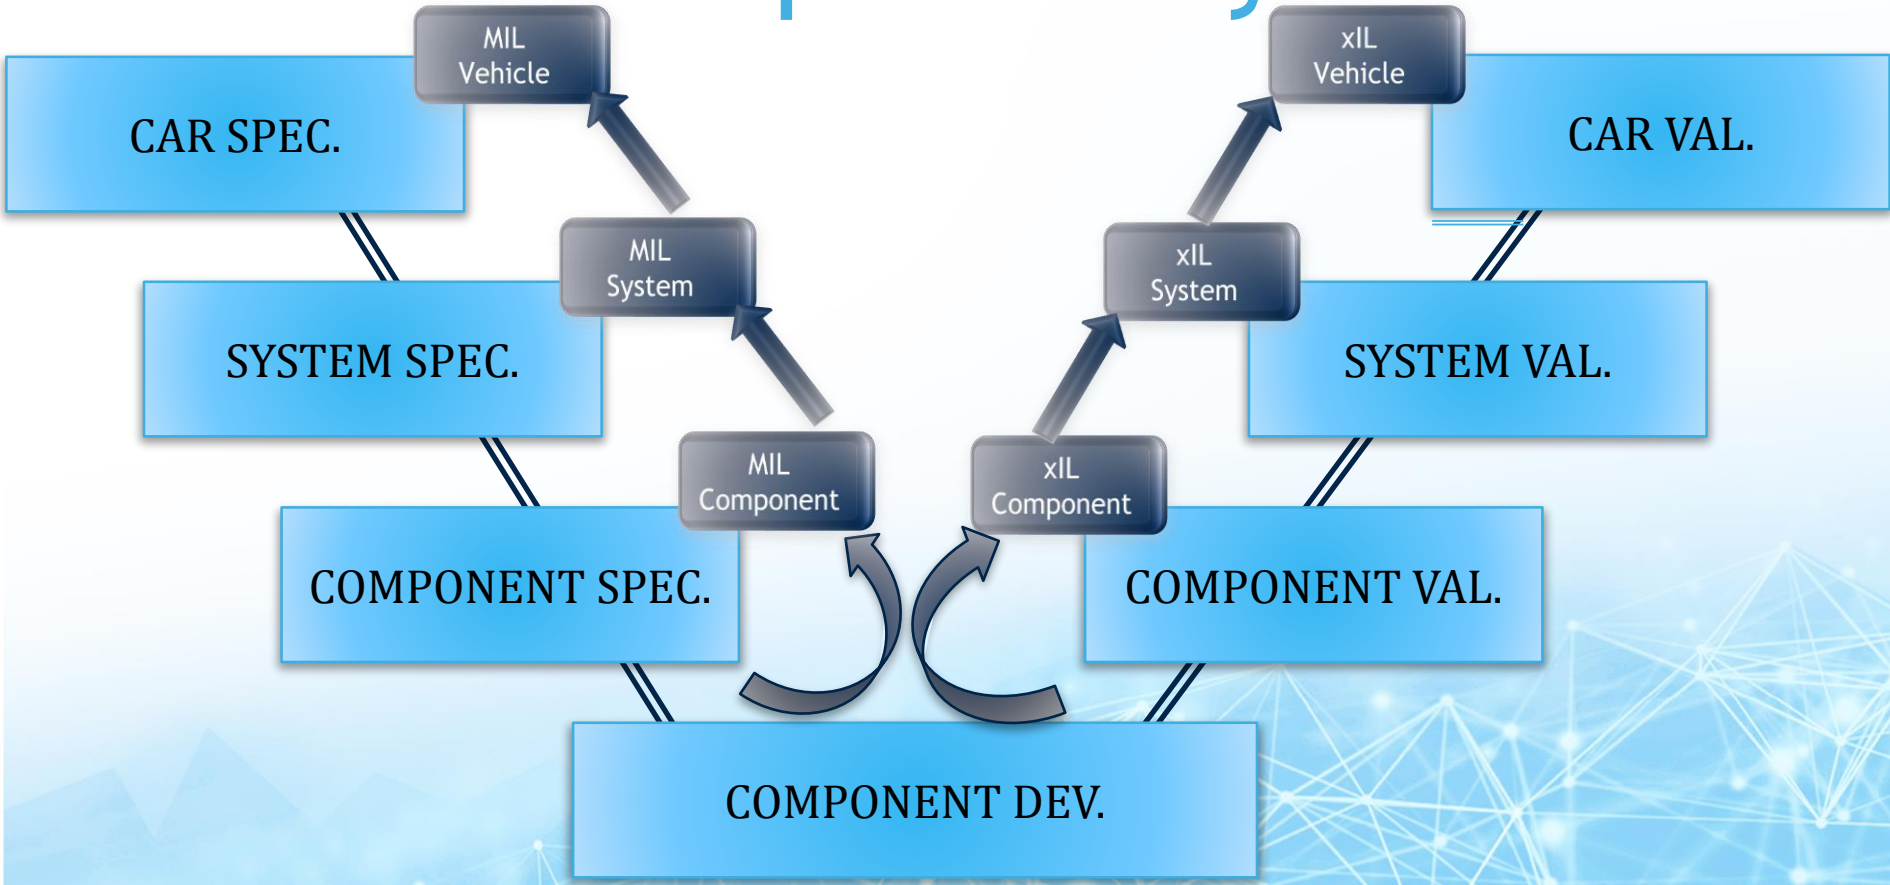 MIL
Vehicle
xIL
Vehicle
CAR SPEC.
CAR VAL.
MIL
System
xIL
System
SYSTEM SPEC.
SYSTEM VAL.
MIL
Component
xIL
Component
COMPONENT SPEC.
COMPONENT VAL.
COMPONENT DEV.